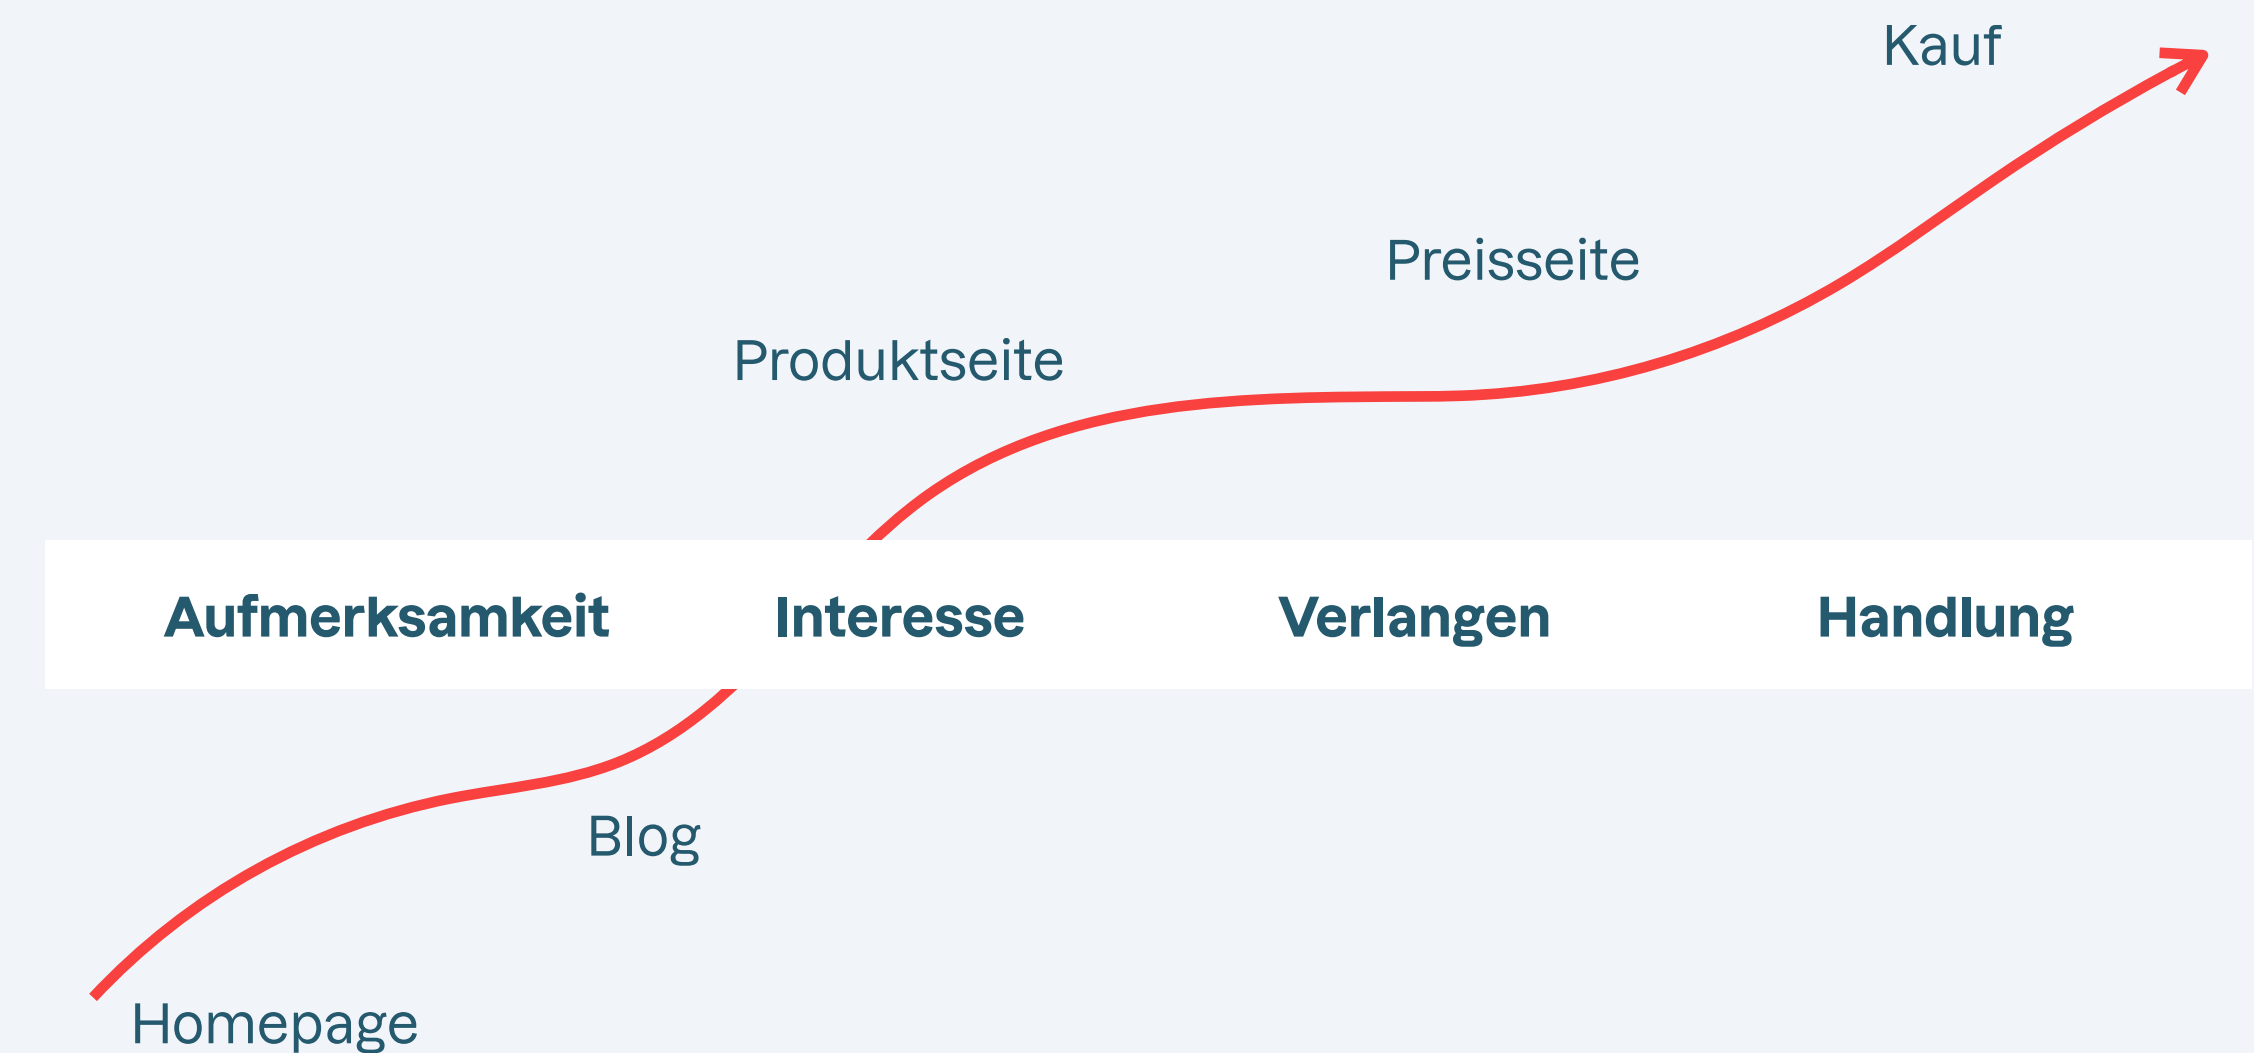 Kauf
Preisseite
Produktseite
Aufmerksamkeit Interesse Verlangen Handlung
Blog
Homepage